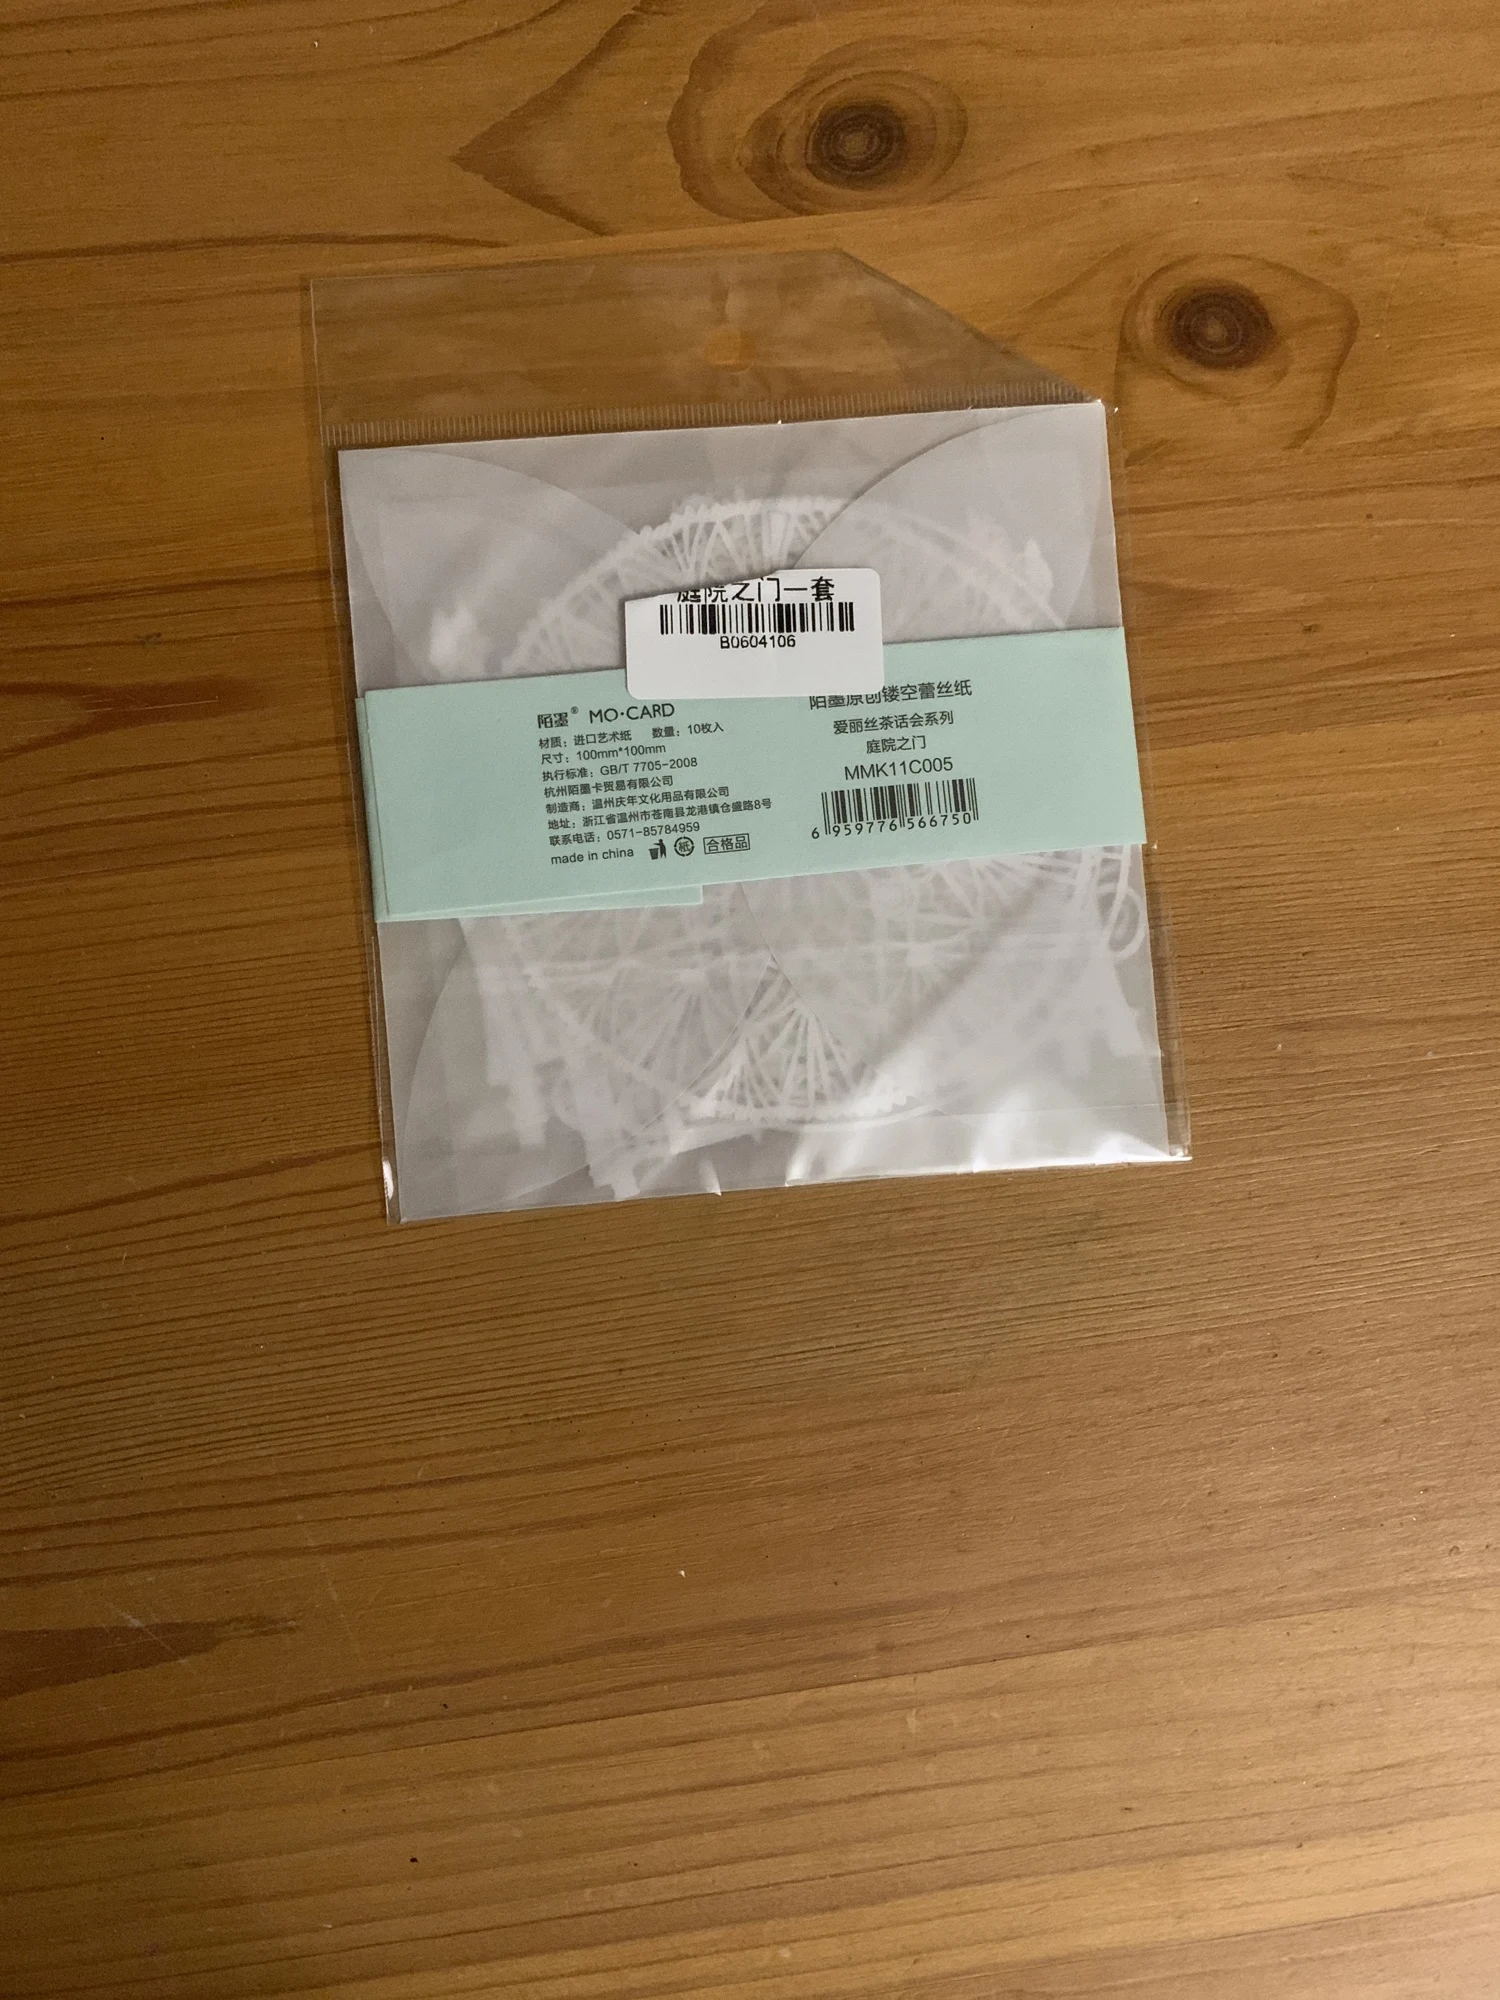 庭院之门一套
B0604106
陌墨® MO·CARD
材质：进口艺术纸 数量：10枚入
尺寸：100mm*100mm
执行标准：GB/T 7705-2008
杭州陌墨卡贸易有限公司
制造商：温州庆年文化用品有限公司
地址：浙江省温州市苍南县龙港镇仓盛路8号
联系电话：0571-85784959
made in china 紙 合格品
陌墨原创镂空蕾丝纸
爱丽丝茶话会系列
庭院之门
MMK11C005
6 959776 566750